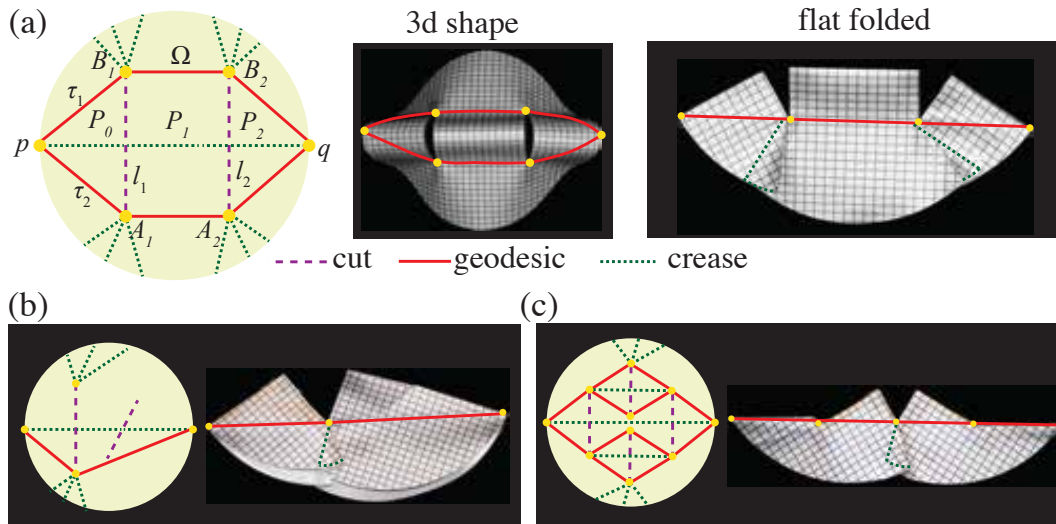 (a)
3d shape
flat folded
B₁
Ω
B₂
τ₁
P₀
P₁
P₂
p
q
l₁
l₂
τ₂
A₁
A₂
cut
geodesic
crease
(b)
(c)